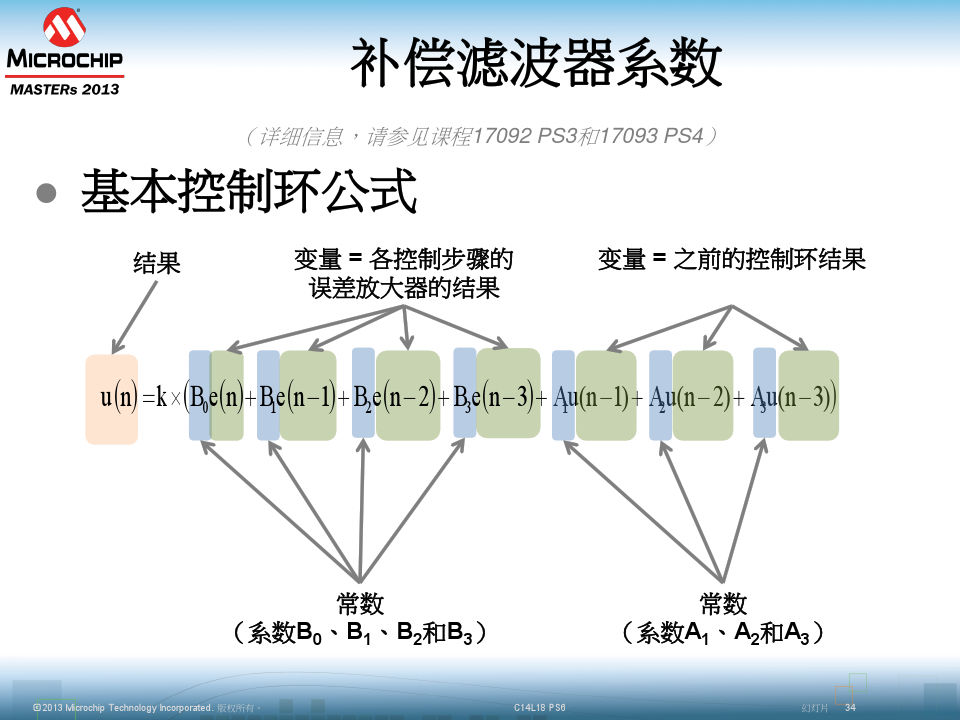 MICROCHIP
MASTERs 2013
补偿滤波器系数
（详细信息，请参见课程17092 PS3和17093 PS4）
● 基本控制环公式
结果
变量 = 各控制步骤的
误差放大器的结果
变量 = 之前的控制环结果
u(n)=k×(B₀e(n)+B₁e(n−1)+B₂e(n−2)+B₃e(n−3)+A₁u(n−1)+A₂u(n−2)+A₃u(n−3))
常数
（系数B₀、B₁、B₂和B₃）
常数
（系数A₁、A₂和A₃）
©2013 Microchip Technology Incorporated. 版权所有。
C14L18 PS6
幻灯片 34